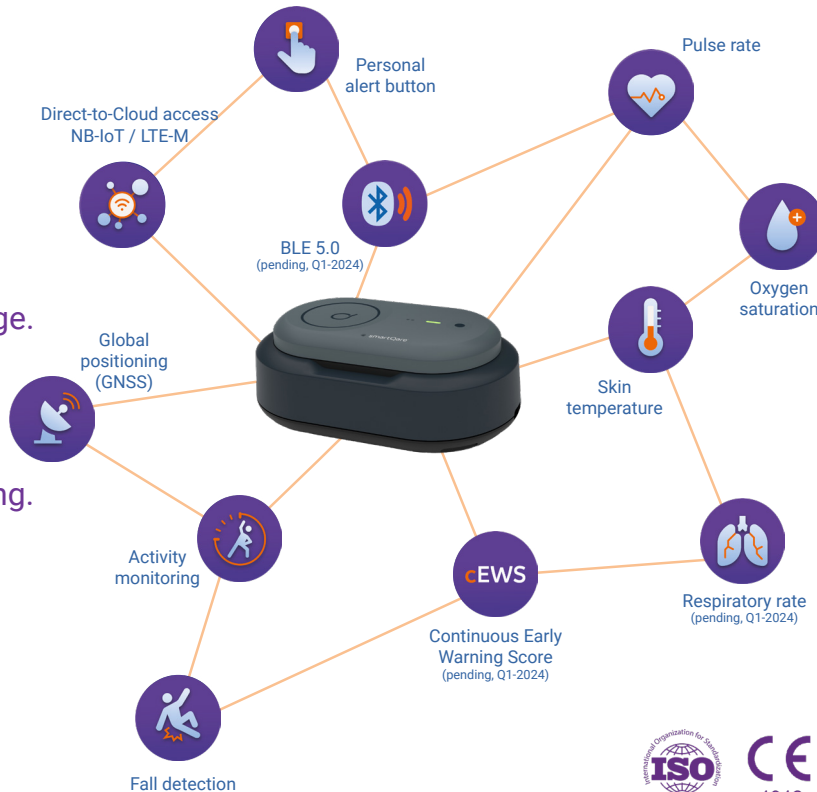 Personal
alert button
Pulse rate
Direct-to-Cloud access
NB-IoT / LTE-M
BLE 5.0
(pending, Q1-2024)
Oxygen
saturation
ge.
Global
positioning
(GNSS)
smartQare
Skin
temperature
ng.
Activity
monitoring
cEWS
Respiratory rate
(pending, Q1-2024)
Continuous Early
Warning Score
(pending, Q1-2024)
Fall detection
International Organization for Standardization
ISO
CE